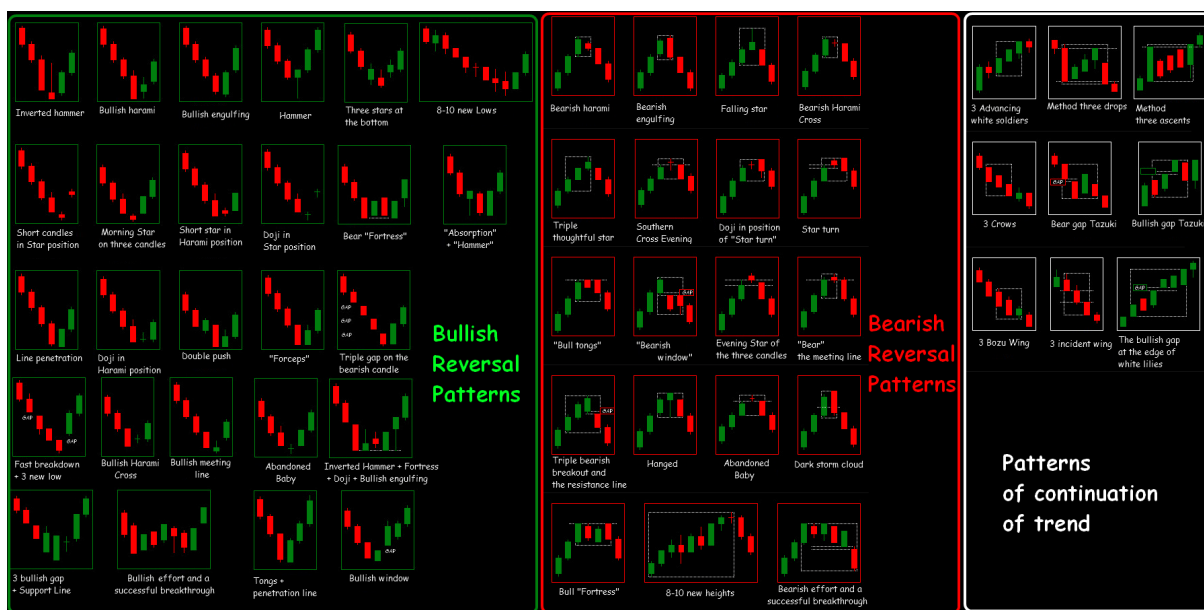 Inverted hammer
Bullish harami
Bullish engulfing
Hammer
Three stars at
the bottom
8-10 new Lows
Short candles
in Star position
Morning Star
on three candles
Short star in
Harami position
Doji in
Star position
Bear "Fortress"
"Absorption"
+ "Hammer"
Line penetration
Doji in
Harami position
Double push
"Forceps"
GAP
GAP
GAP
Triple gap on the
bearish candle
Bullish
Reversal
Patterns
GAP
GAP
Fast breakdown
+ 3 new low
Bullish Harami
Cross
Bullish meeting
line
Abandoned
Baby
Inverted Hammer + Fortress
+ Doji + Bullish engulfing
3 bullish gap
+ Support Line
Bullish effort and a
successful breakthrough
Tongs +
penetration line
GAP
Bullish window
Bearish harami
Bearish
engulfing
Falling star
Bearish Harami
Cross
Triple
thoughtful star
Southern
Cross Evening
Doji in position
of "Star turn"
Star turn
"Bull tongs"
GAP
"Bearish
window"
Evening Star of
the three candles
"Bear"
the meeting line
Bearish
Reversal
Patterns
GAP
Triple bearish
breakout and
the resistance line
Hanged
Abandoned
Baby
Dark storm cloud
Bull "Fortress"
8-10 new heights
Bearish effort and a
successful breakthrough
3 Advancing
white soldiers
Method three drops
Method
three ascents
3 Crows
GAP
Bear gap Tazuki
Bullish gap Tazuki
3 Bozu Wing
3 incident wing
GAP
The bullish gap
at the edge of
white lilies
Patterns
of continuation
of trend